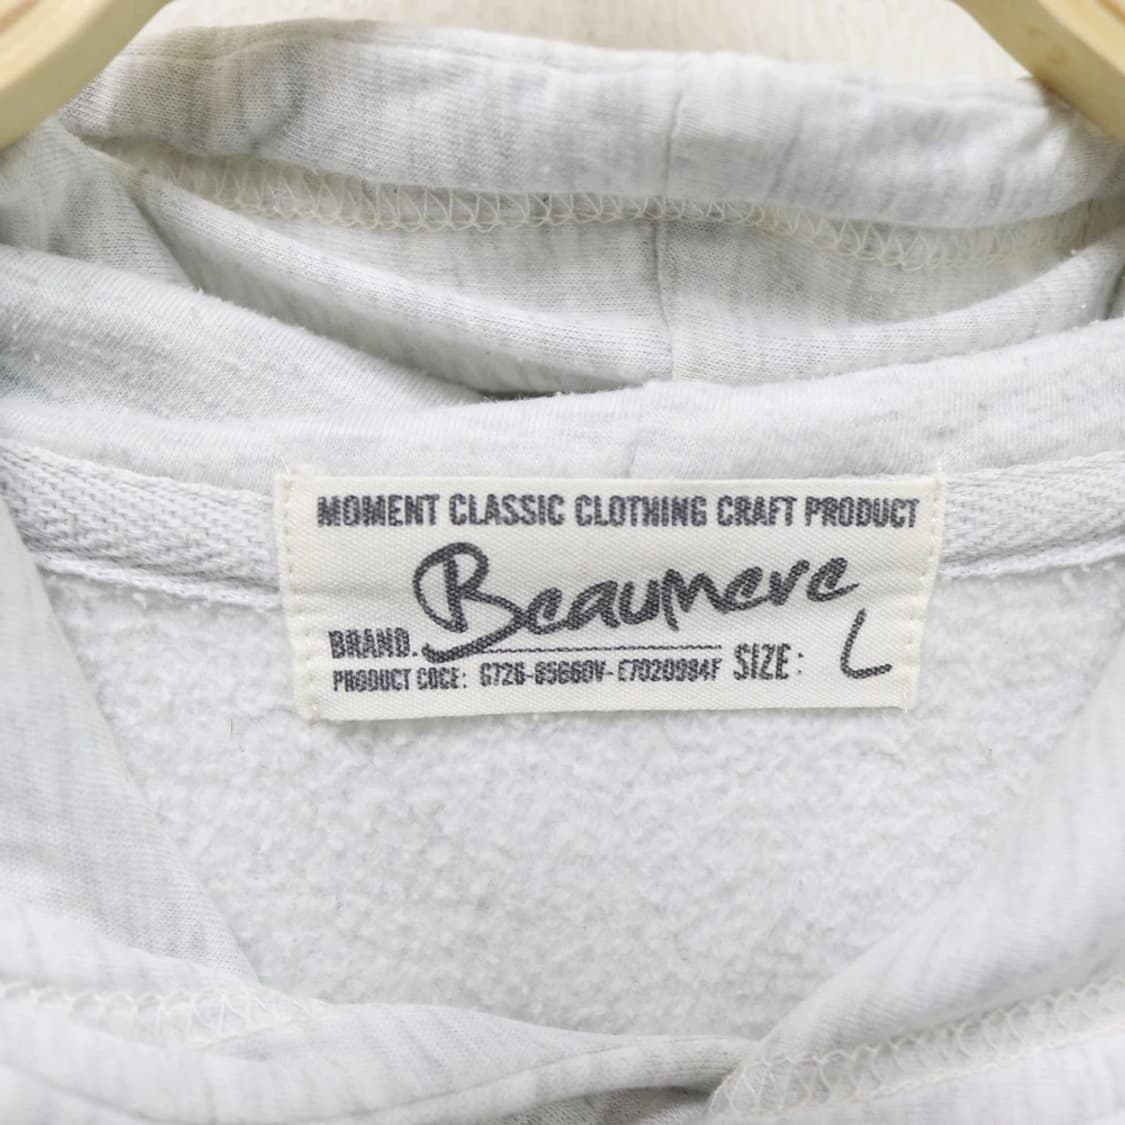 MOMENT CLASSIC CLOTHING CRAFT PRODUCT
Beaumere
BRAND.
PRODUCT COCE: G726-85660V-E7020984F SIZE: L